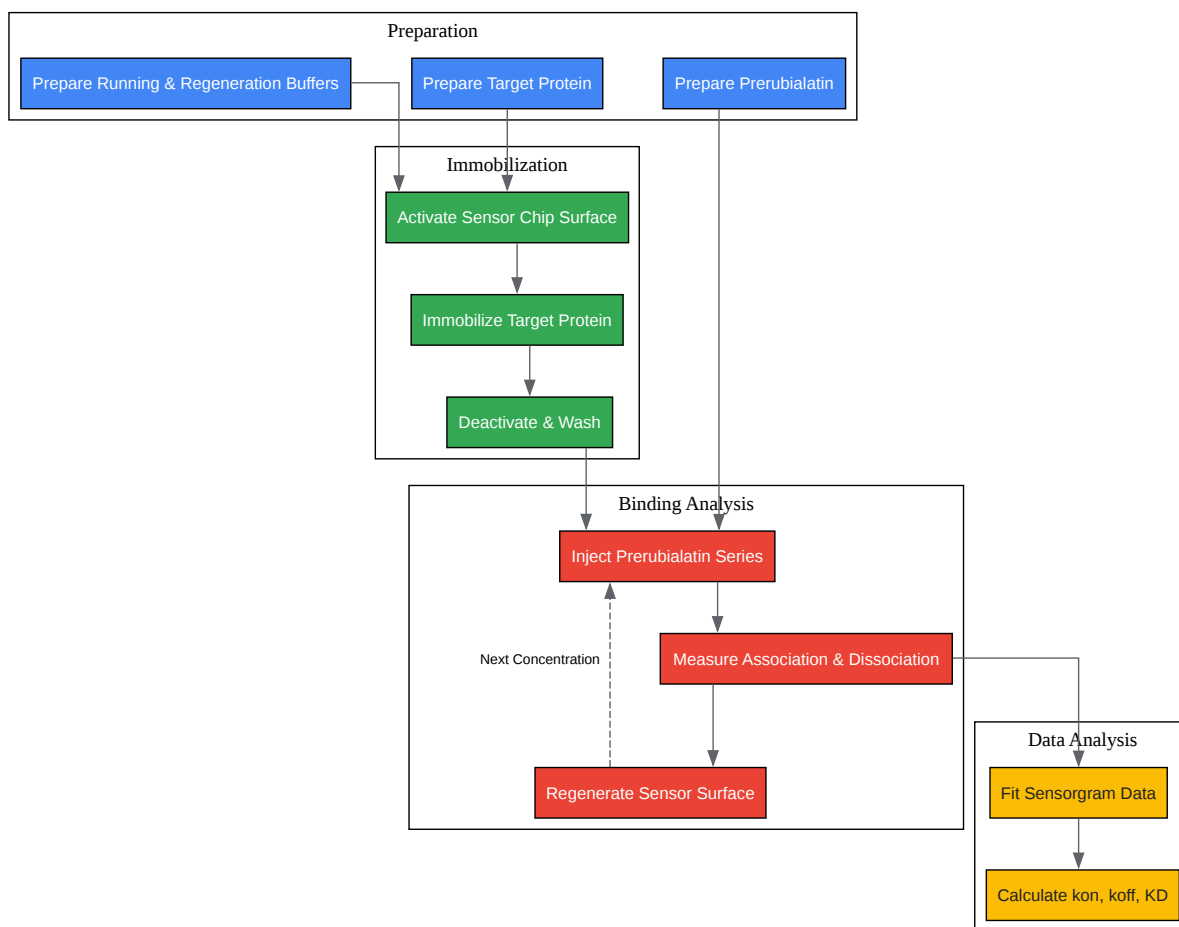 Preparation
Prepare Running & Regeneration Buffers
Prepare Target Protein
Prepare Prerubialatin
Immobilization
Activate Sensor Chip Surface
Immobilize Target Protein
Deactivate & Wash
Binding Analysis
Inject Prerubialatin Series
Measure Association & Dissociation
Next Concentration
Regenerate Sensor Surface
Data Analysis
Fit Sensorgram Data
Calculate kon, koff, KD